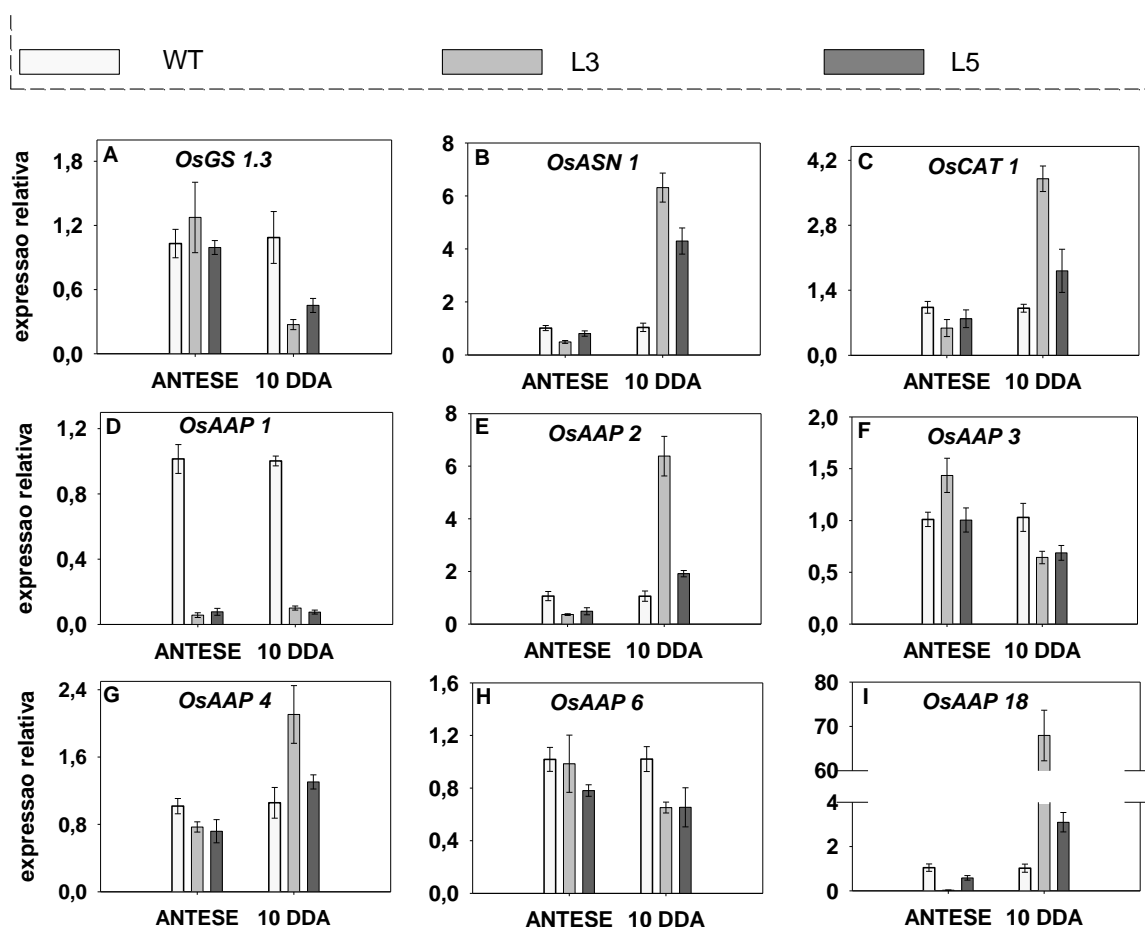 WT L3 L5
A OsGS 1.3
B OsASN 1
C OsCAT 1
expressao relativa
1,8
1,2
0,6
0,0
8
6
4
2
0
4,2
2,8
1,4
0,0
ANTESE 10 DDA
ANTESE 10 DDA
ANTESE 10 DDA
D OsAAP 1
E OsAAP 2
F OsAAP 3
expressao relativa
1,2
0,8
0,4
0,0
8
6
4
2
0
2,0
1,5
1,0
0,5
0,0
ANTESE 10 DDA
ANTESE 10 DDA
ANTESE 10 DDA
G OsAAP 4
H OsAAP 6
I OsAAP 18
expressao relativa
2,4
1,6
0,8
0,0
1,6
1,2
0,8
0,4
0,0
80
70
60
4
2
1
0
ANTESE 10 DDA
ANTESE 10 DDA
ANTESE 10 DDA